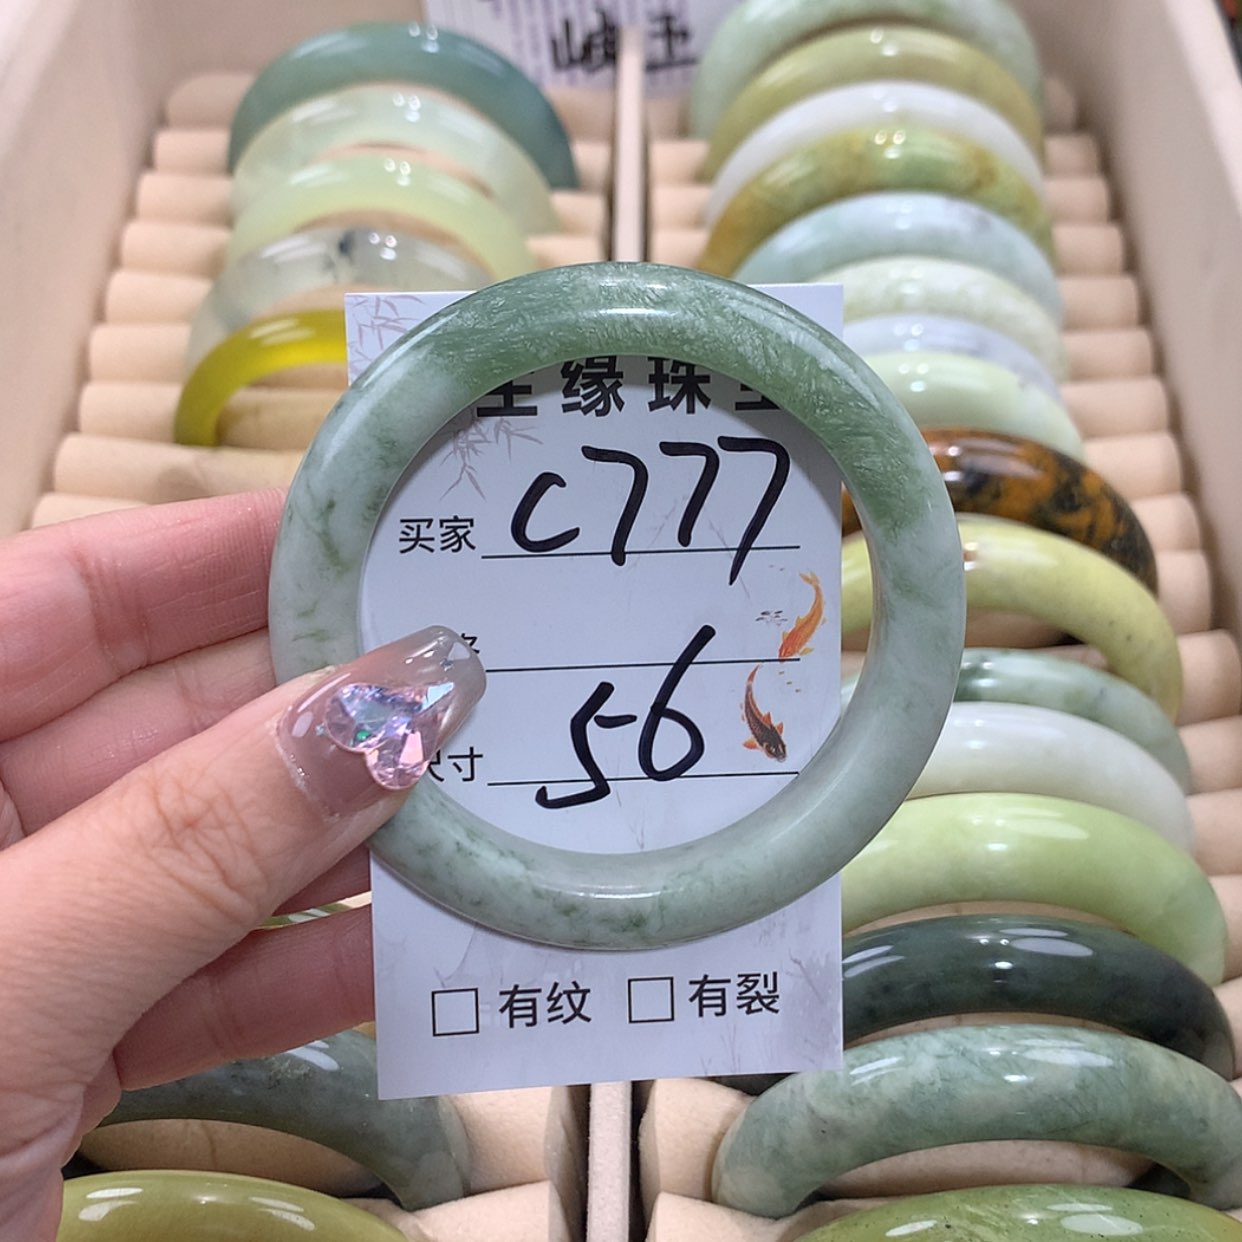 岫玉
缘珠宝
买家 C777
尺寸 56
有纹 有裂